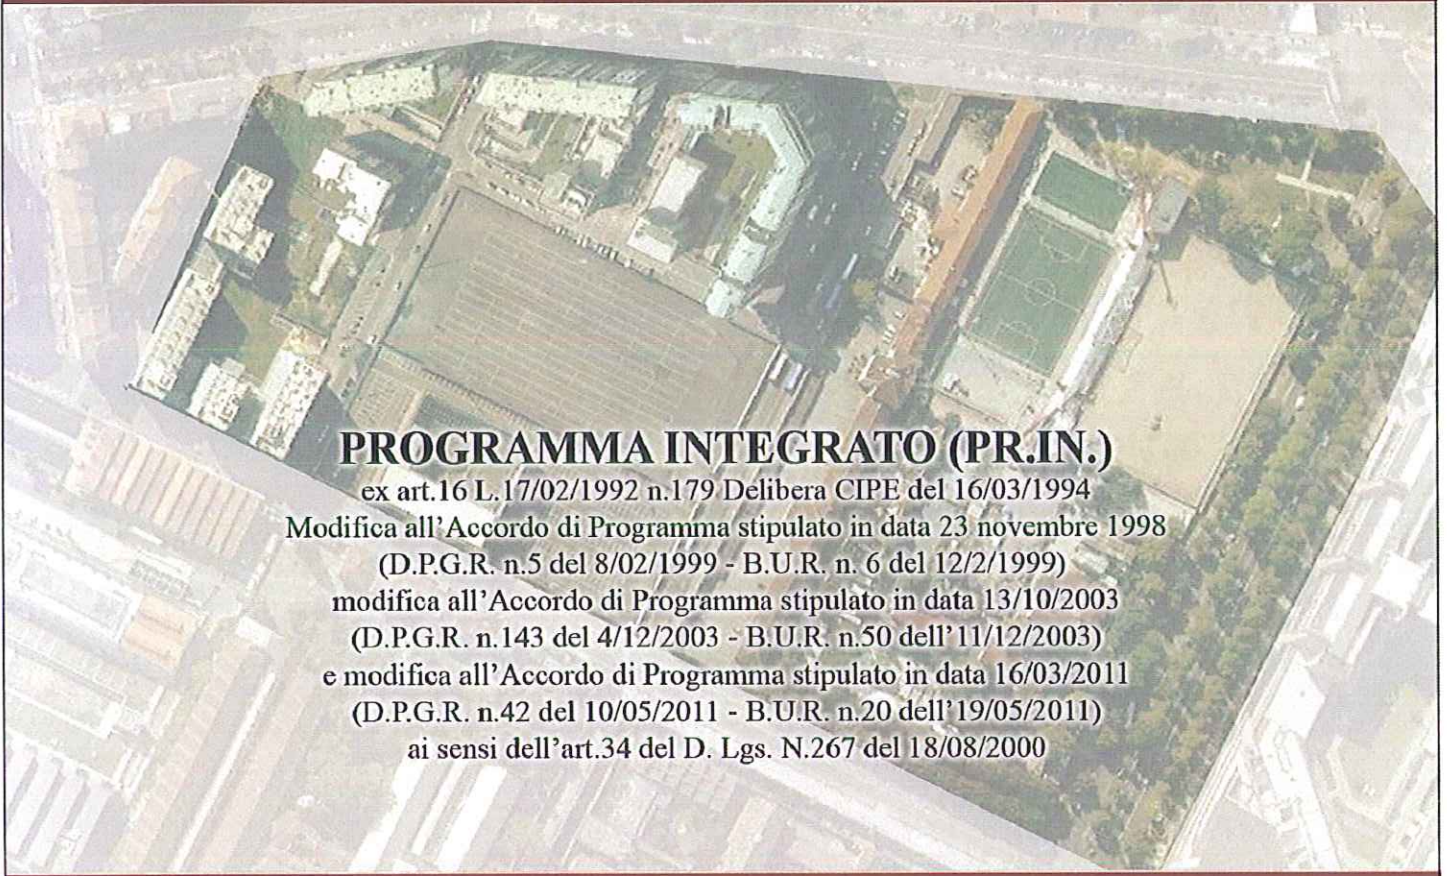 PROGRAMMA INTEGRATO (PR.IN.)
ex art.16 L.17/02/1992 n.179 Delibera CIPE del 16/03/1994
Modifica all'Accordo di Programma stipulato in data 23 novembre 1998
(D.P.G.R. n.5 del 8/02/1999 - B.U.R. n. 6 del 12/2/1999)
modifica all'Accordo di Programma stipulato in data 13/10/2003
(D.P.G.R. n.143 del 4/12/2003 - B.U.R. n.50 dell'11/12/2003)
e modifica all'Accordo di Programma stipulato in data 16/03/2011
(D.P.G.R. n.42 del 10/05/2011 - B.U.R. n.20 dell'19/05/2011)
ai sensi dell'art.34 del D. Lgs. N.267 del 18/08/2000